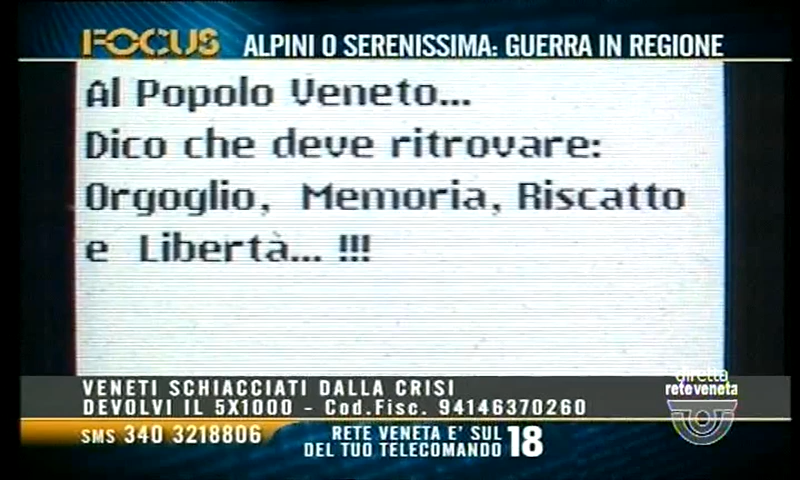 FOCUS ALPINI O SERENISSIMA: GUERRA IN REGIONE
Al Popolo Veneto...
Dico che deve ritrovare:
Orgoglio, Memoria, Riscatto
e Libertà... !!!
VENETI SCHIACCIATI DALLA CRISI
DEVOLVI IL 5X1000 - Cod.Fisc. 94146370260
diretta
reteveneta
SMS 340 3218806
RETE VENETA E' SUL
DEL TUO TELECOMANDO 18